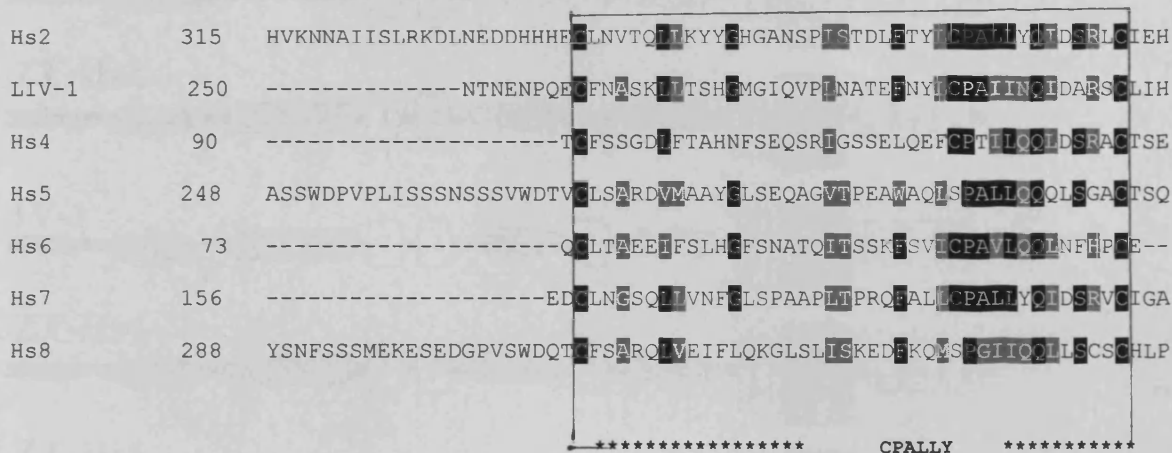 Hs2 315 HVKNNAIISLRKDLNEDDHHHECLNVTQLLKYYGHGANSPISTDLFTYLCPALLYQIDSRLCIEH
LIV-1 250 --------------NTNENPQECFNASKLLTSHGMGIQVPLNATEFNYLCPAIINQIDARSCLIH
Hs4 90 ---------------------TCFSSGDLFTAHNFSEQSRIGSSELQEFCPTILQQLDSRACTSE
Hs5 248 ASSWDPVPLISSSNSSSVWDTVCLSARDVMAAYGLSEQAGVTPEAWAQLSPALLQQQLSGACTSQ
Hs6 73 ---------------------QCLTAEEIFSLHGFSNATQITSSKFSVICPAVLQQLNFHPCE--
Hs7 156 --------------------EDCLNGSQLLVNFGLSPAAPLTPRQFALLCPALLYQIDSRVCIGA
Hs8 288 YSNFSSSMEKESEDGPVSWDQTCFSARQLVEIFLQKGLSLISKEDFKQMSPGIIQQLLSCSCHLP
****************** CPALLY ***********